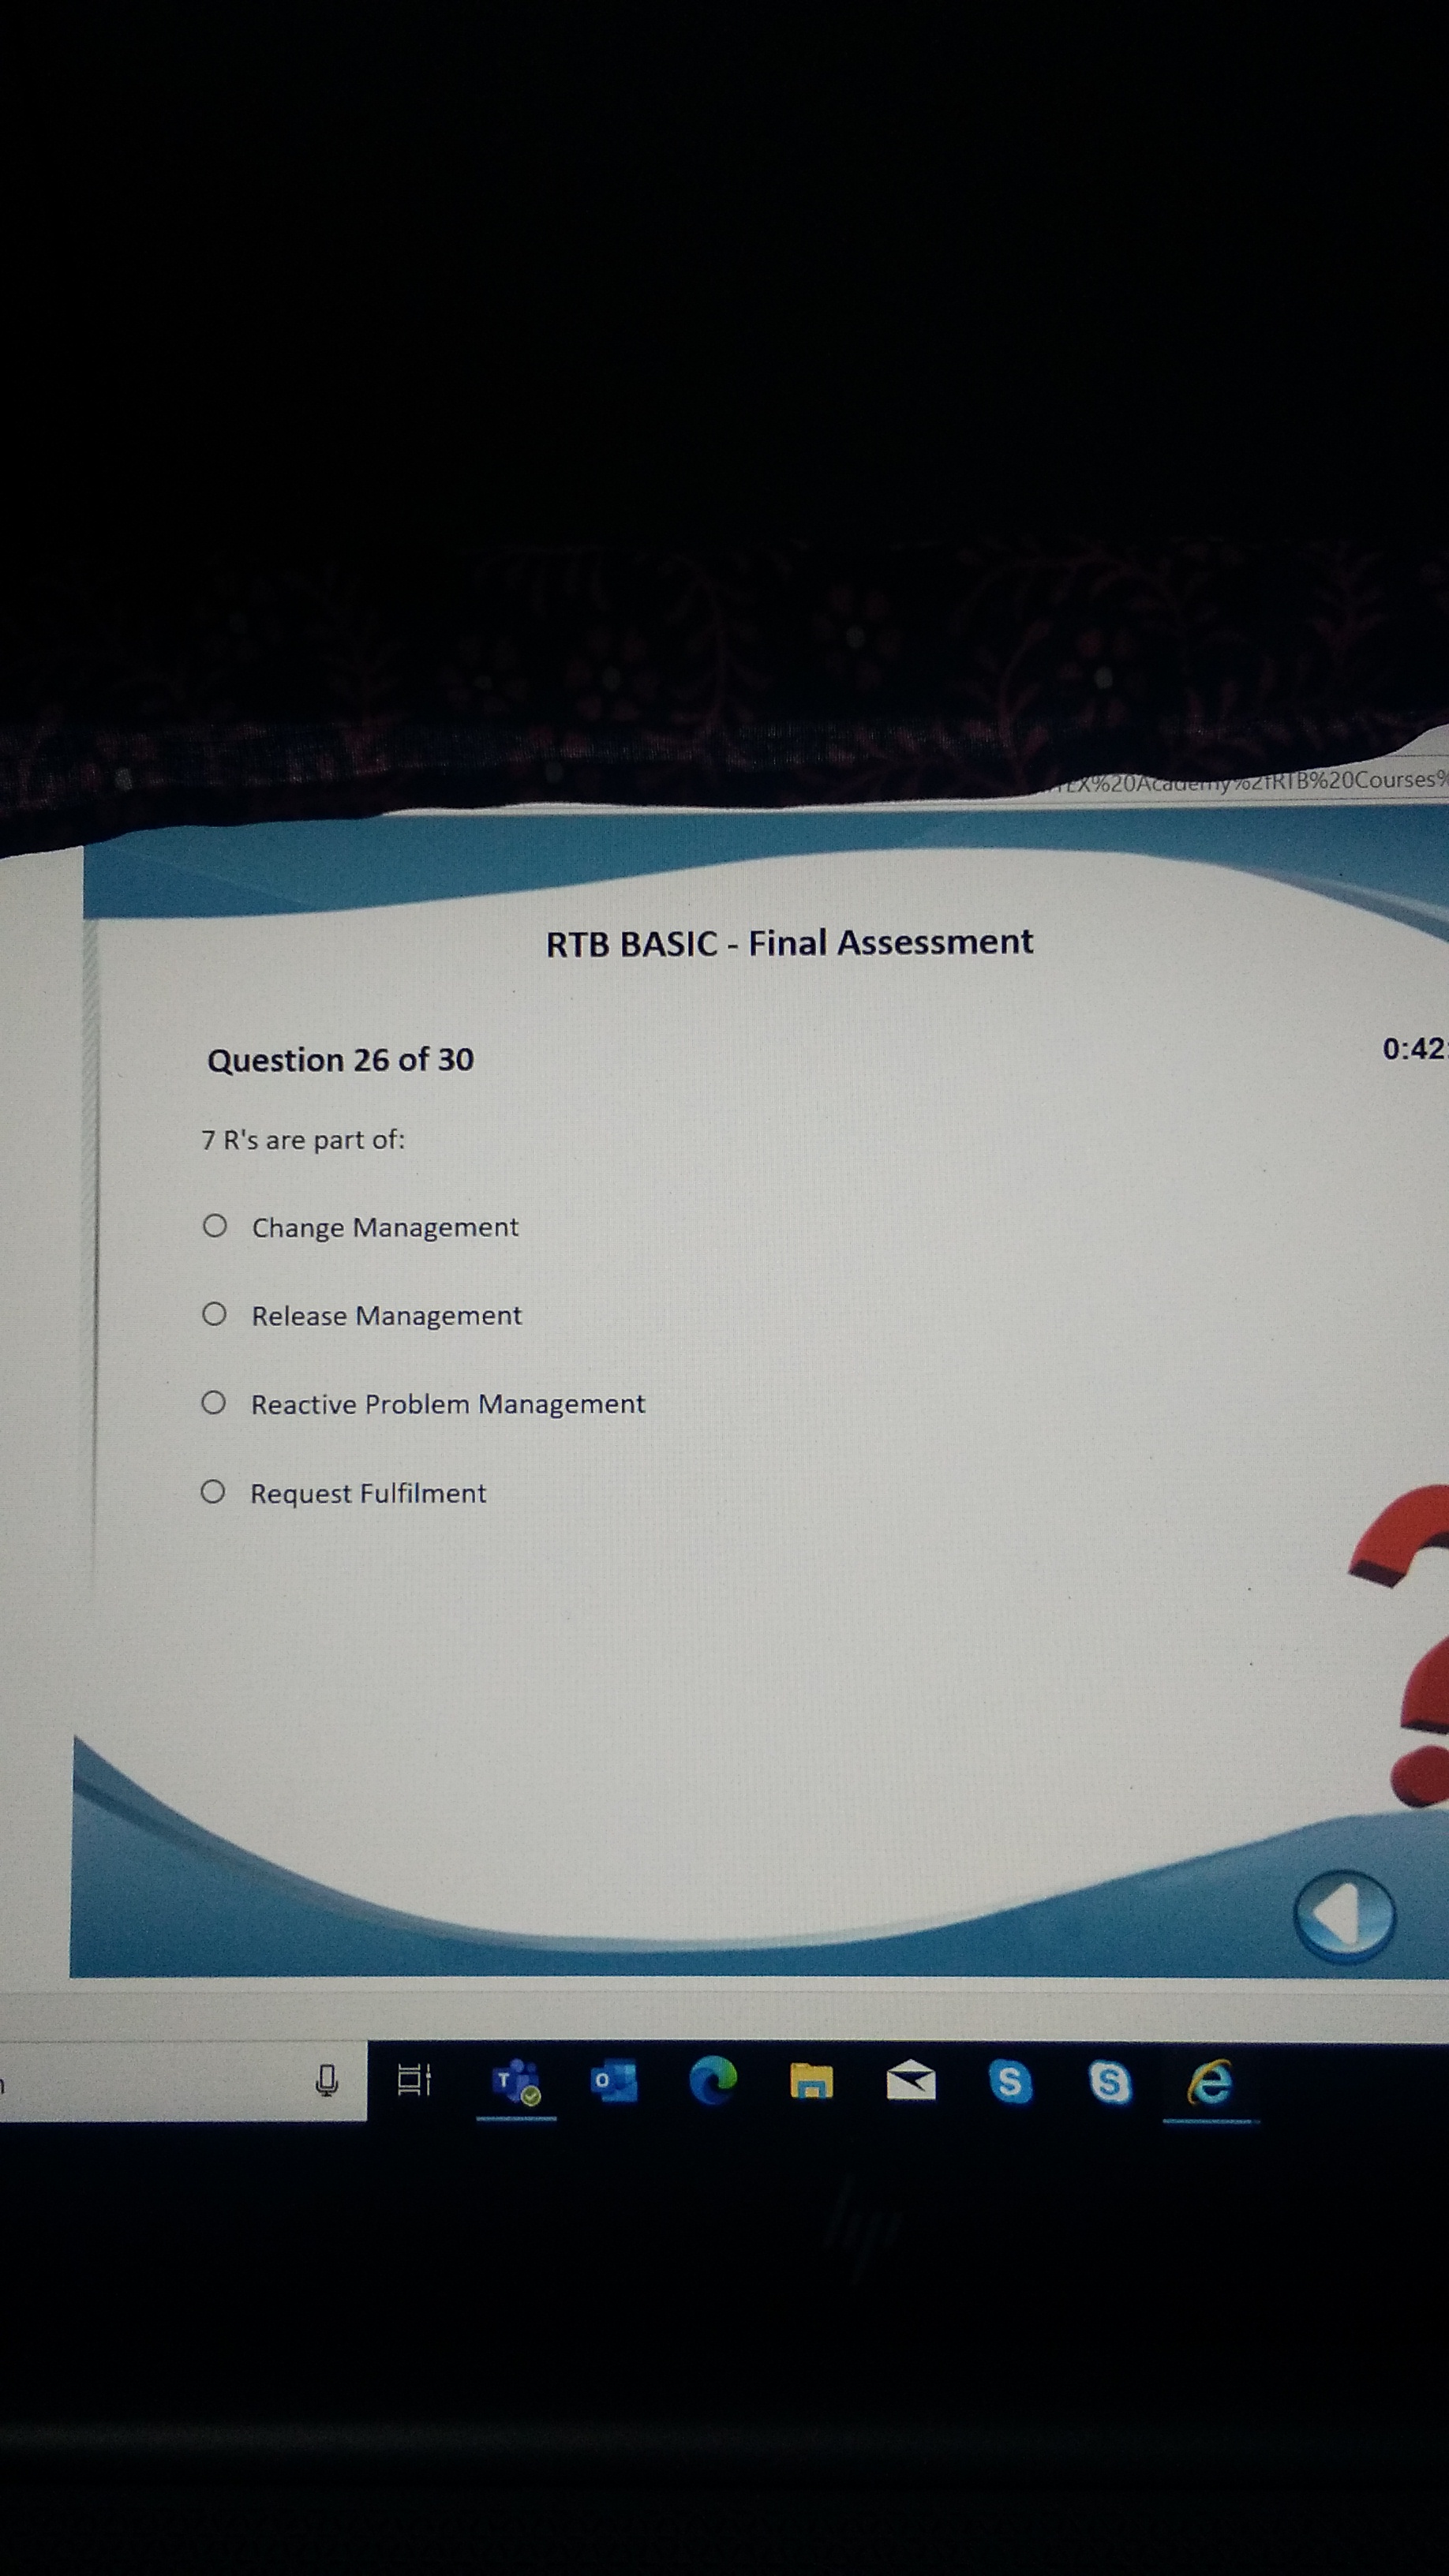 EX%20Academy%2fRTB%20Courses%
RTB BASIC - Final Assessment
Question 26 of 30
0:42:
7 R's are part of:
Change Management
Release Management
Reactive Problem Management
Request Fulfilment
hp